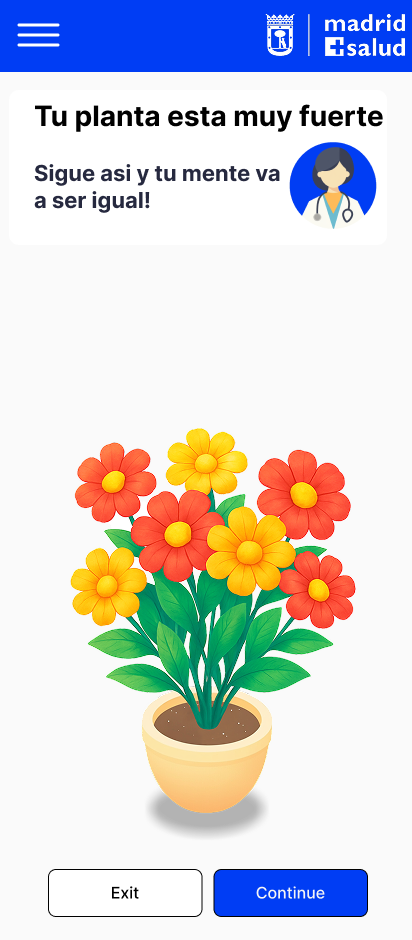 madrid
salud
Tu planta esta muy fuerte
Sigue asi y tu mente va
a ser igual!
Exit
Continue